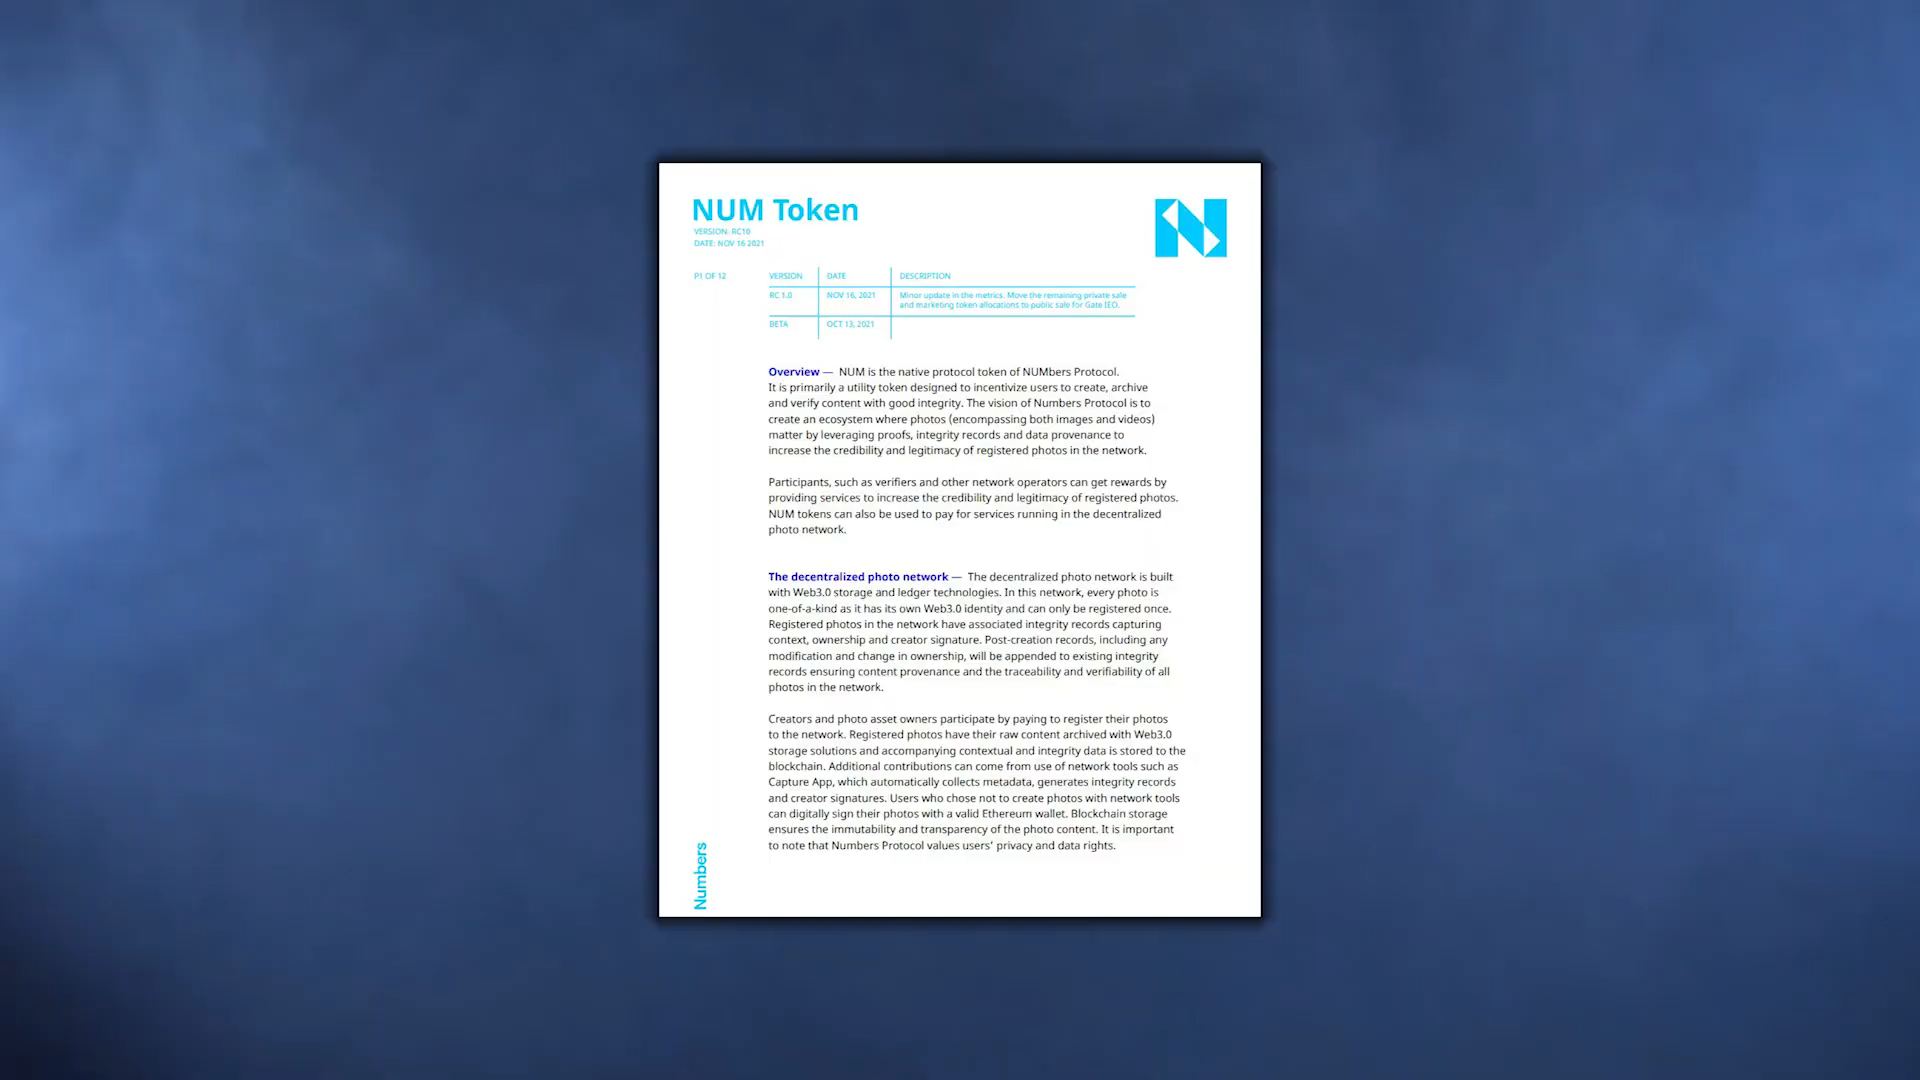 NUM Token
VERSION: RC10
DATE: NOV 16 2021
P1 OF 12
VERSION DATE DESCRIPTION
RC 1.0 NOV 16, 2021 Minor update in the metrics. Move the remaining private sale
and marketing token allocations to public sale for Gate IEO.
BETA OCT 13, 2021
Overview — NUM is the native protocol token of NUMbers Protocol.
It is primarily a utility token designed to incentivize users to create, archive
and verify content with good integrity. The vision of Numbers Protocol is to
create an ecosystem where photos (encompassing both images and videos)
matter by leveraging proofs, integrity records and data provenance to
increase the credibility and legitimacy of registered photos in the network.
Participants, such as verifiers and other network operators can get rewards by
providing services to increase the credibility and legitimacy of registered photos.
NUM tokens can also be used to pay for services running in the decentralized
photo network.
The decentralized photo network — The decentralized photo network is built
with Web3.0 storage and ledger technologies. In this network, every photo is
one-of-a-kind as it has its own Web3.0 identity and can only be registered once.
Registered photos in the network have associated integrity records capturing
context, ownership and creator signature. Post-creation records, including any
modification and change in ownership, will be appended to existing integrity
records ensuring content provenance and the traceability and verifiability of all
photos in the network.
Creators and photo asset owners participate by paying to register their photos
to the network. Registered photos have their raw content archived with Web3.0
storage solutions and accompanying contextual and integrity data is stored to the
blockchain. Additional contributions can come from use of network tools such as
Capture App, which automatically collects metadata, generates integrity records
and creator signatures. Users who chose not to create photos with network tools
can digitally sign their photos with a valid Ethereum wallet. Blockchain storage
ensures the immutability and transparency of the photo content. It is important
to note that Numbers Protocol values users’ privacy and data rights.
Numbers